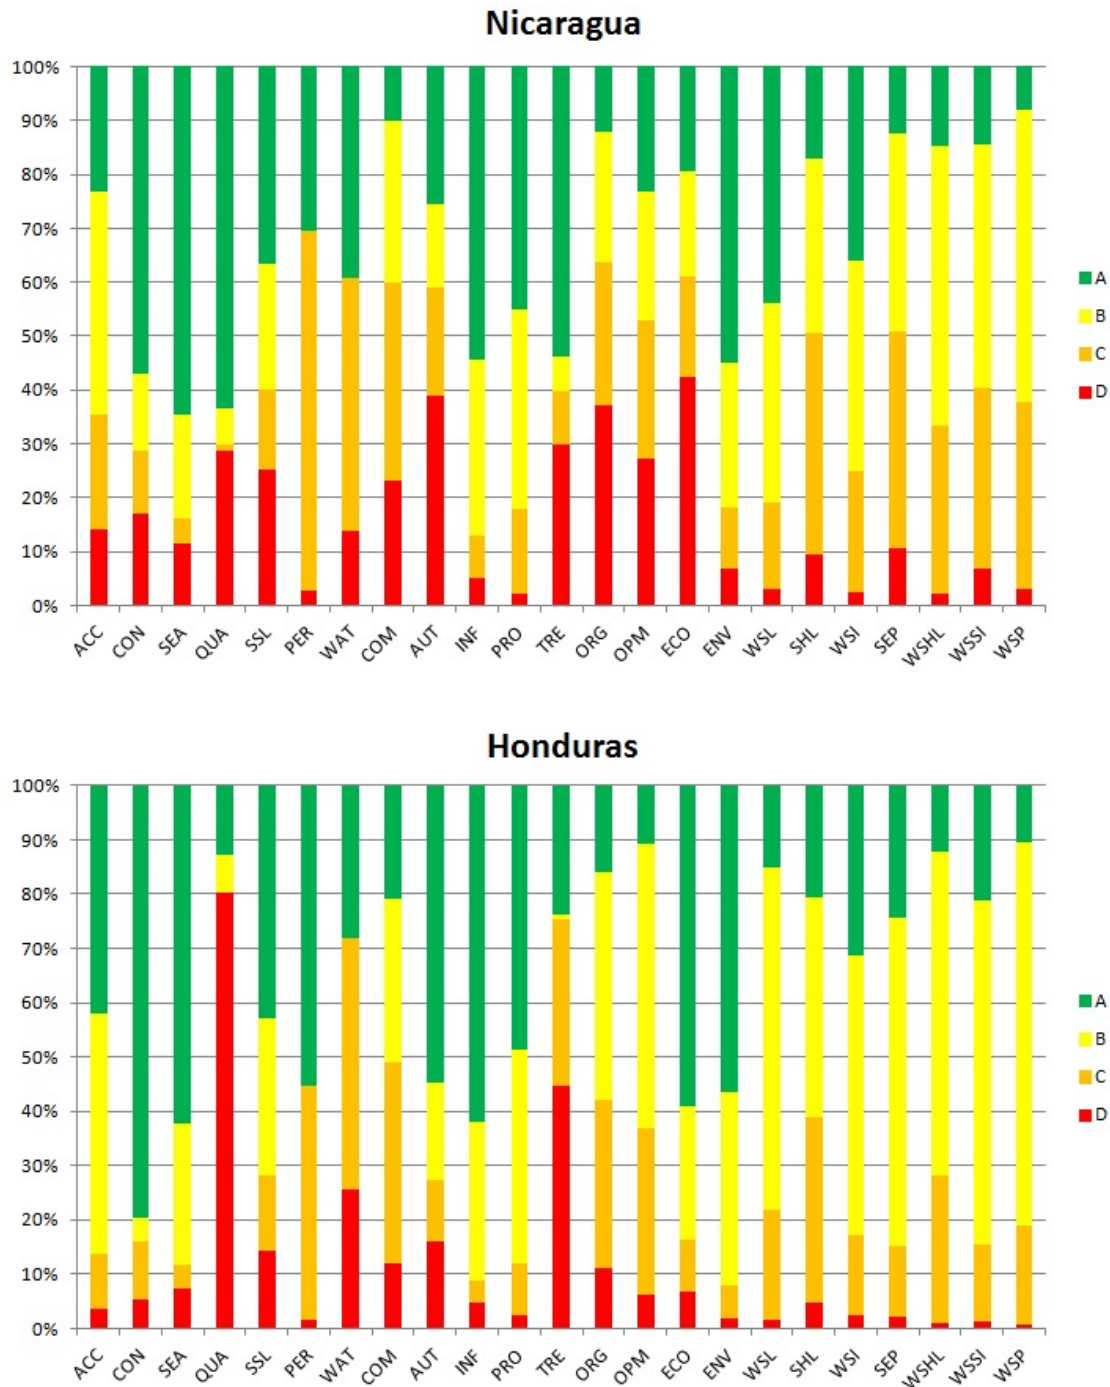 Nicaragua
100%
90%
80%
70%
60%
50%
40%
30%
20%
10%
0%
ACC CON SEA QUA SSL PER WAT COM AUT INF PRO TRE ORG OPM ECO ENV WSL SHL WSI SEP WSHL WSSI WSP
A
B
C
D
Honduras
100%
90%
80%
70%
60%
50%
40%
30%
20%
10%
0%
ACC CON SEA QUA SSL PER WAT COM AUT INF PRO TRE ORG OPM ECO ENV WSL SHL WSI SEP WSHL WSSI WSP
A
B
C
D